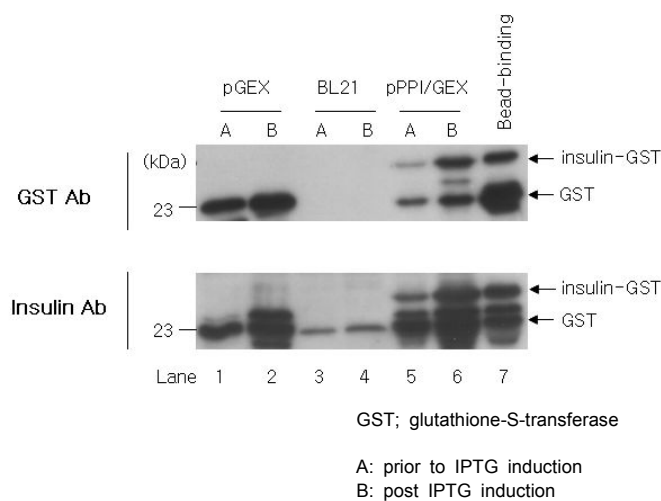 pGEX BL21 pPPI/GEX Bead-binding
A B A B A B
(kDa)
GST Ab
23
insulin-GST
GST
Insulin Ab
23
insulin-GST
GST
Lane 1 2 3 4 5 6 7
GST; glutathione-S-transferase
A: prior to IPTG induction
B: post IPTG induction